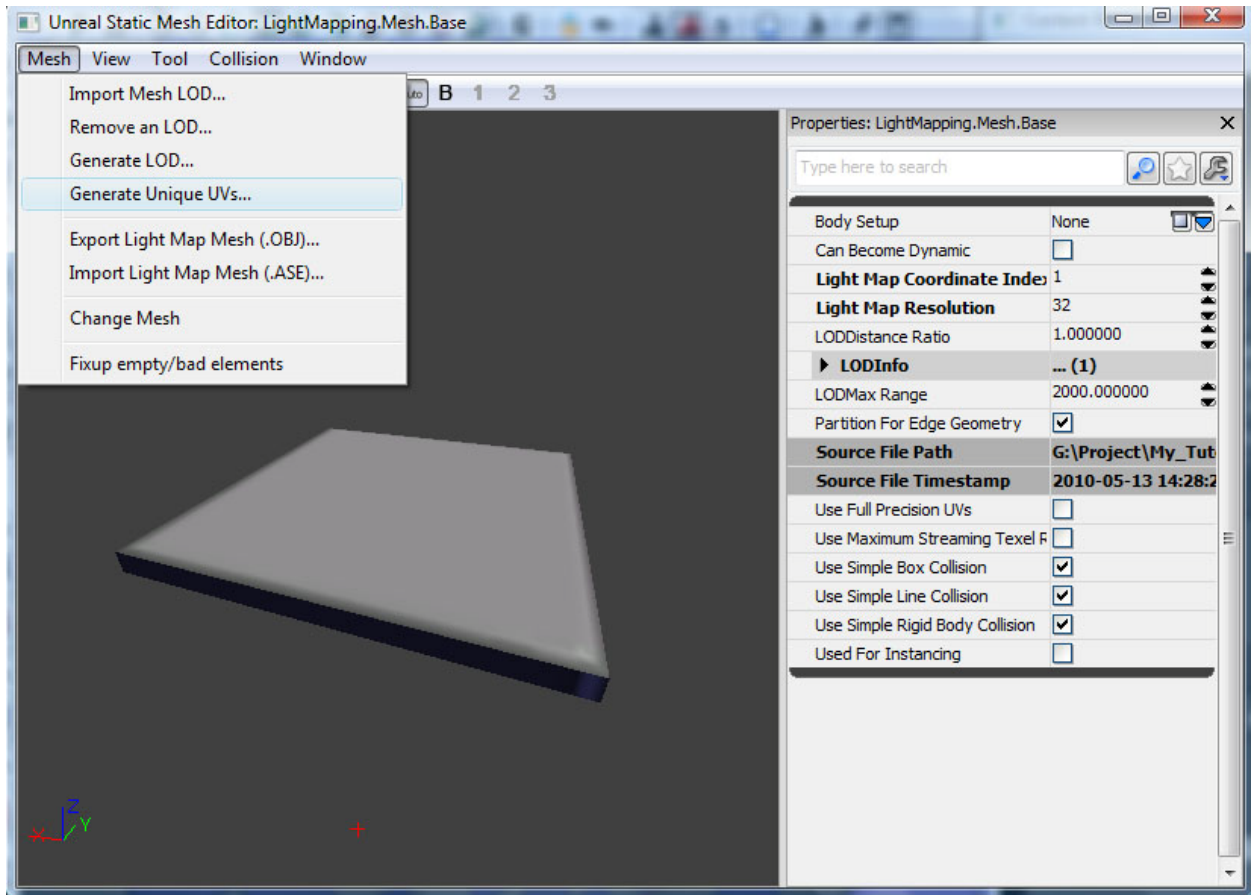 Unreal Static Mesh Editor: LightMapping.Mesh.Base
Mesh View Tool Collision Window
Import Mesh LOD...
Remove an LOD...
Generate LOD...
Generate Unique UVs...
Export Light Map Mesh (.OBJ)...
Import Light Map Mesh (.ASE)...
Change Mesh
Fixup empty/bad elements
B 1 2 3
Properties: LightMapping.Mesh.Base
Type here to search
Body Setup None
Can Become Dynamic
Light Map Coordinate Index 1
Light Map Resolution 32
LODDistance Ratio 1.000000
LODInfo ... (1)
LODMax Range 2000.000000
Partition For Edge Geometry
Source File Path G:\Project\My_Tut
Source File Timestamp 2010-05-13 14:28:2
Use Full Precision UVs
Use Maximum Streaming Texel R
Use Simple Box Collision
Use Simple Line Collision
Use Simple Rigid Body Collision
Used For Instancing
Z
X Y